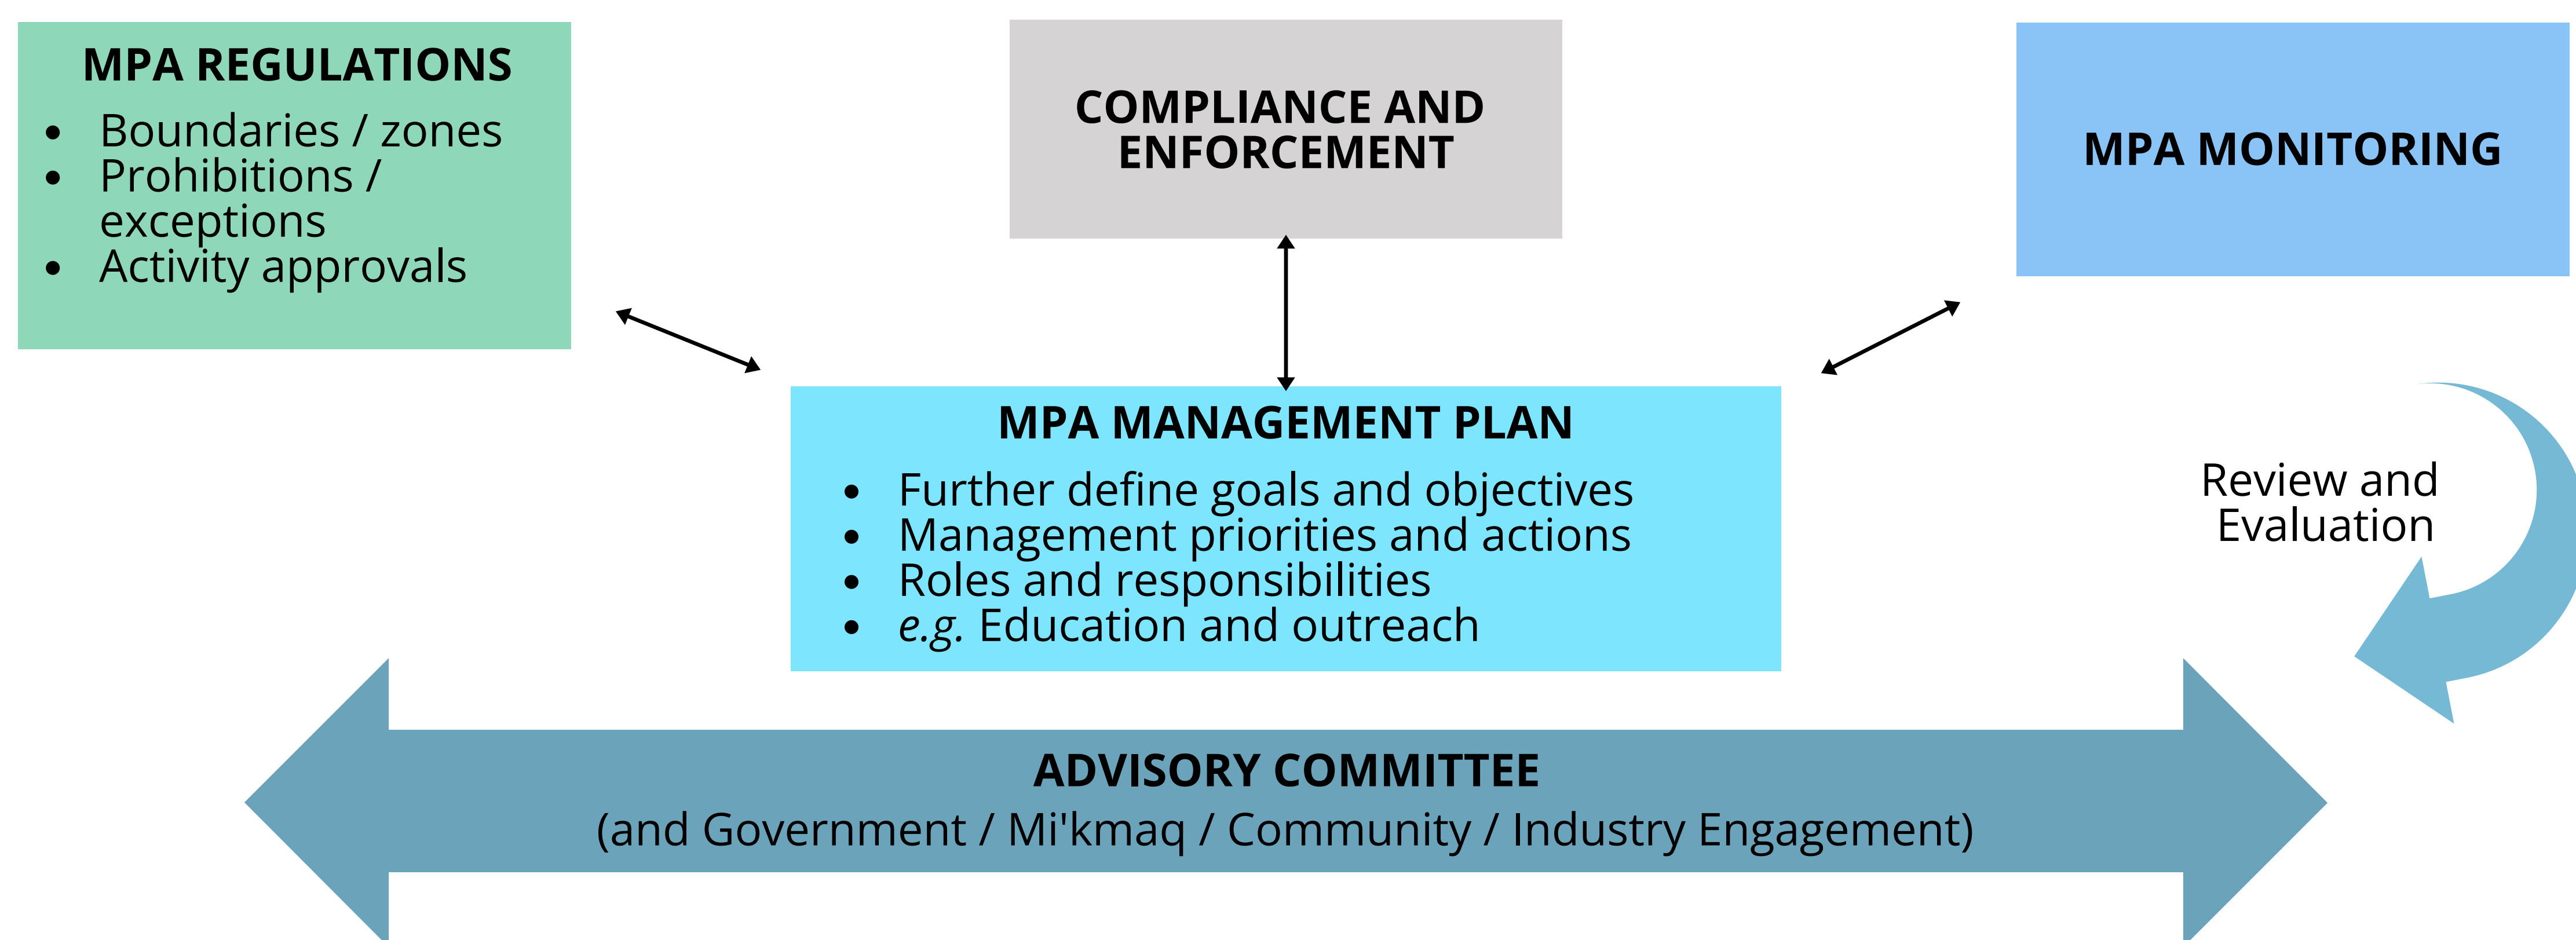 MPA REGULATIONS
• Boundaries / zones
• Prohibitions /
exceptions
• Activity approvals
COMPLIANCE AND
ENFORCEMENT
MPA MONITORING
MPA MANAGEMENT PLAN
• Further define goals and objectives
• Management priorities and actions
• Roles and responsibilities
• e.g. Education and outreach
Review and
Evaluation
ADVISORY COMMITTEE
(and Government / Mi'kmaq / Community / Industry Engagement)